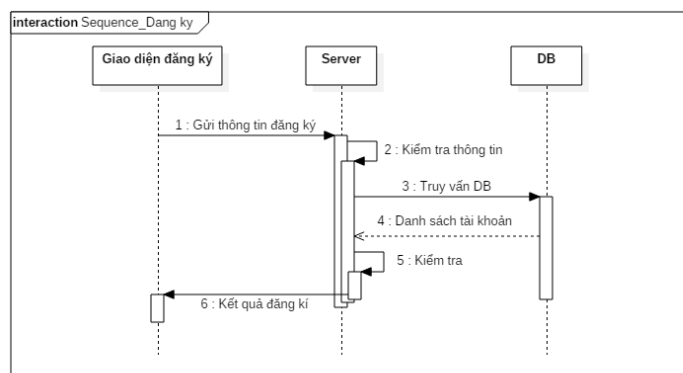 interaction Sequence_Dang ky
Giao diện đăng ký
Server
DB
1 : Gửi thông tin đăng ký
2 : Kiểm tra thông tin
3 : Truy vấn DB
4 : Danh sách tài khoản
5 : Kiểm tra
6 : Kết quả đăng kí